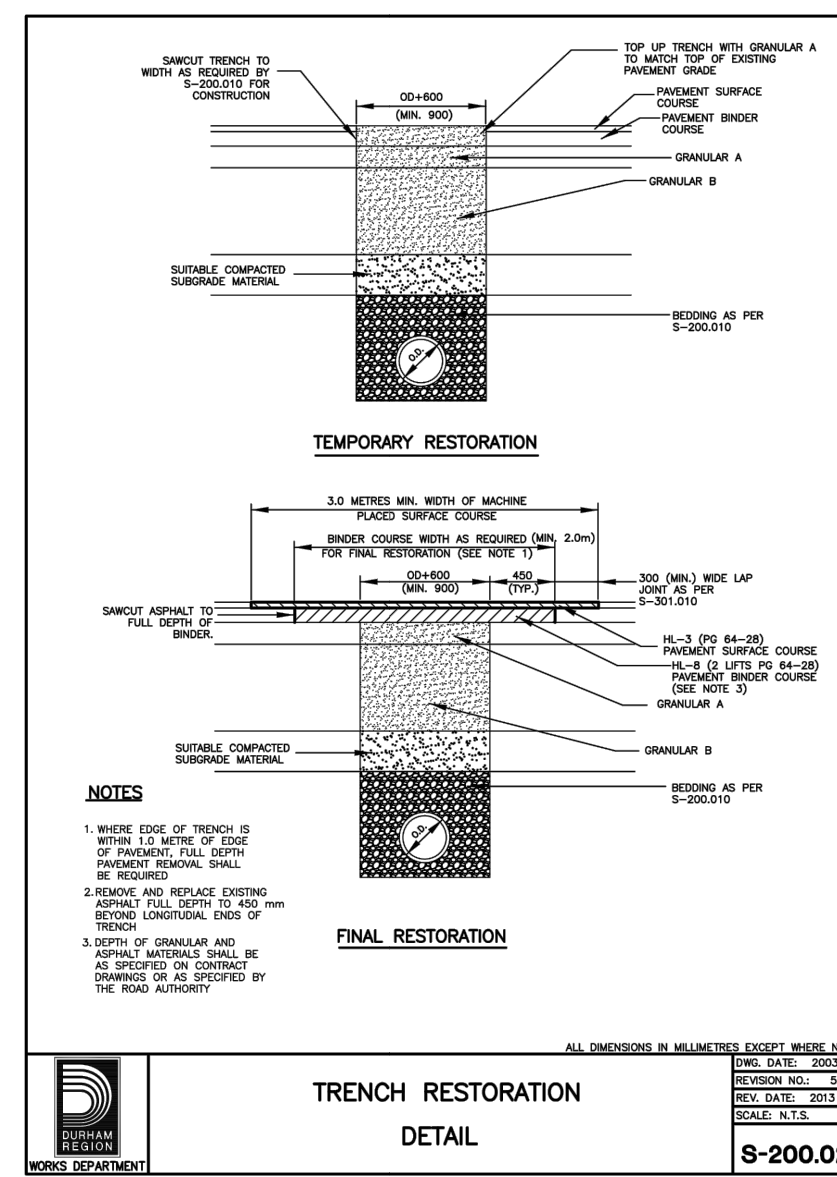 SAWCUT TRENCH TO
WIDTH AS REQUIRED BY
S-200.010 FOR
CONSTRUCTION
OD+600
(MIN. 900)
TOP UP TRENCH WITH GRANULAR A
TO MATCH TOP OF EXISTING
PAVEMENT GRADE
PAVEMENT SURFACE
COURSE
PAVEMENT BINDER
COURSE
GRANULAR A
GRANULAR B
SUITABLE COMPACTED
SUBGRADE MATERIAL
BEDDING AS PER
S-200.010
O.D.
TEMPORARY RESTORATION
3.0 METRES MIN. WIDTH OF MACHINE
PLACED SURFACE COURSE
BINDER COURSE WIDTH AS REQUIRED (MIN. 2.0m)
FOR FINAL RESTORATION (SEE NOTE 1)
OD+600
(MIN. 900)
450
(TYP.)
300 (MIN.) WIDE LAP
JOINT AS PER
S-301.010
SAWCUT ASPHALT TO
FULL DEPTH OF
BINDER.
HL-3 (PG 64-28)
PAVEMENT SURFACE COURSE
HL-8 (2 LIFTS PG 64-28)
PAVEMENT BINDER COURSE
(SEE NOTE 3)
GRANULAR A
GRANULAR B
SUITABLE COMPACTED
SUBGRADE MATERIAL
BEDDING AS PER
S-200.010
O.D.
FINAL RESTORATION
NOTES
1. WHERE EDGE OF TRENCH IS
WITHIN 1.0 METRE OF EDGE
OF PAVEMENT, FULL DEPTH
PAVEMENT REMOVAL SHALL
BE REQUIRED
2. REMOVE AND REPLACE EXISTING
ASPHALT FULL DEPTH TO 450 mm
BEYOND LONGITUDIAL ENDS OF
TRENCH
3. DEPTH OF GRANULAR AND
ASPHALT MATERIALS SHALL BE
AS SPECIFIED ON CONTRACT
DRAWINGS OR AS SPECIFIED BY
THE ROAD AUTHORITY
ALL DIMENSIONS IN MILLIMETRES EXCEPT WHERE N
DURHAM
REGION
WORKS DEPARTMENT
TRENCH RESTORATION
DETAIL
DWG. DATE: 2003
REVISION NO.: 5
REV. DATE: 2013
SCALE: N.T.S.
S-200.0